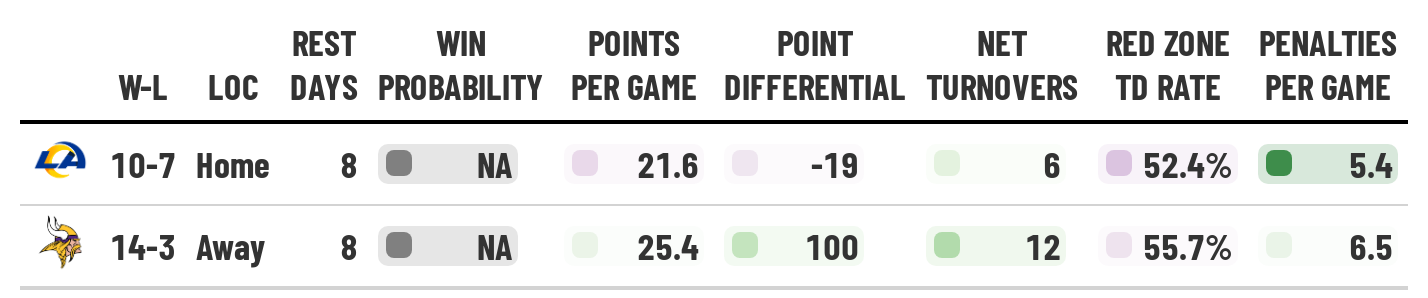 REST WIN POINTS POINT NET RED ZONE PENALTIES
W-L LOC DAYS PROBABILITY PER GAME DIFFERENTIAL TURNOVERS TD RATE PER GAME
LA 10-7 Home 8 NA 21.6 -19 6 52.4% 5.4
14-3 Away 8 NA 25.4 100 12 55.7% 6.5